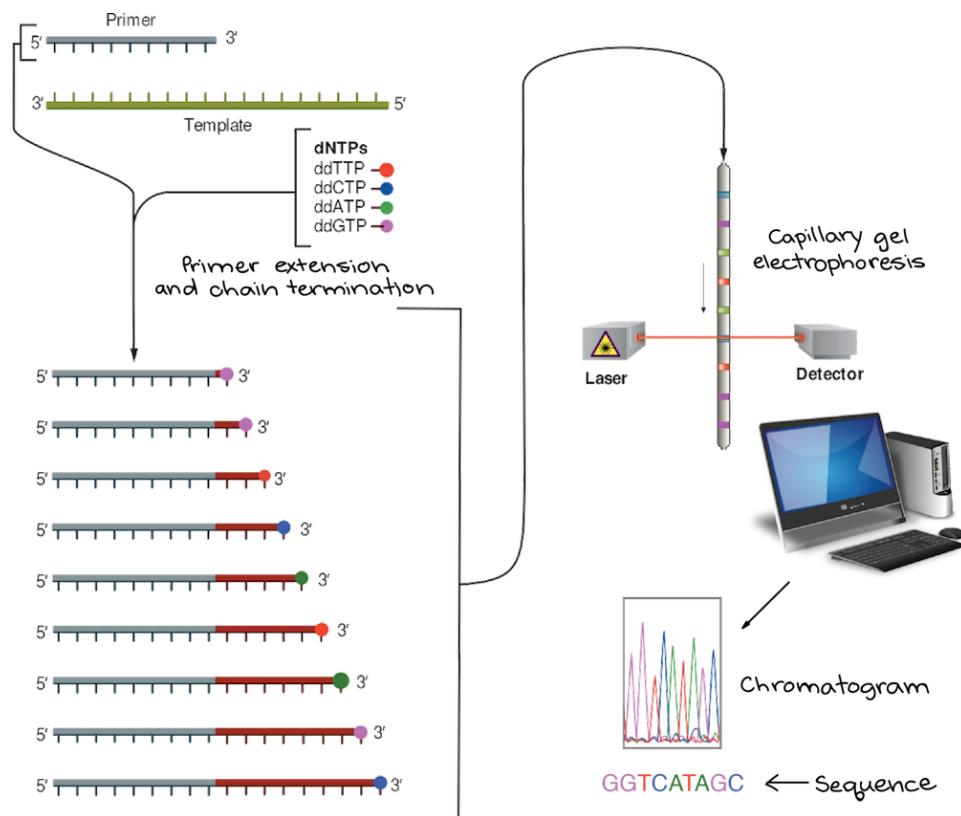 Primer
5′ 3′
3′ 5′
Template
dNTPs
ddTTP
ddCTP
ddATP
ddGTP
Primer extension
and chain termination
5′ 3′
5′ 3′
5′ 3′
5′ 3′
5′ 3′
5′ 3′
5′ 3′
5′ 3′
5′ 3′
Capillary gel
electrophoresis
Laser
Detector
Chromatogram
GGTCATAGC ← Sequence